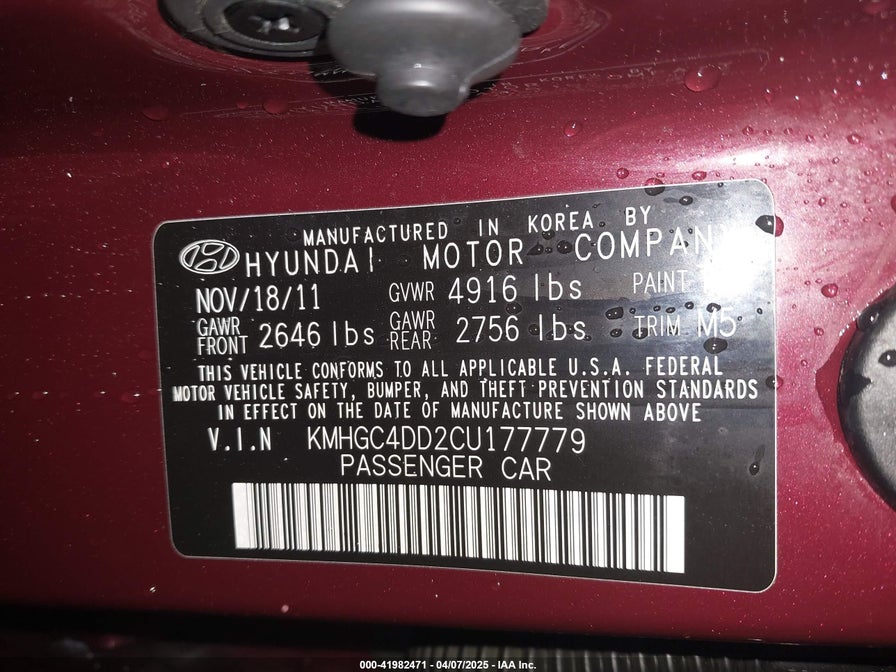 MANUFACTURED IN KOREA BY
HYUNDAI MOTOR COMPANY
NOV/18/11 GVWR 4916 lbs PAINT
GAWR FRONT 2646 lbs GAWR REAR 2756 lbs TRIM M5
THIS VEHICLE CONFORMS TO ALL APPLICABLE U.S.A. FEDERAL
MOTOR VEHICLE SAFETY, BUMPER, AND THEFT PREVENTION STANDARDS
IN EFFECT ON THE DATE OF MANUFACTURE SHOWN ABOVE
V.I.N KMHGC4DD2CU177779
PASSENGER CAR
000-41982471 - 04/07/2025 - IAA Inc.